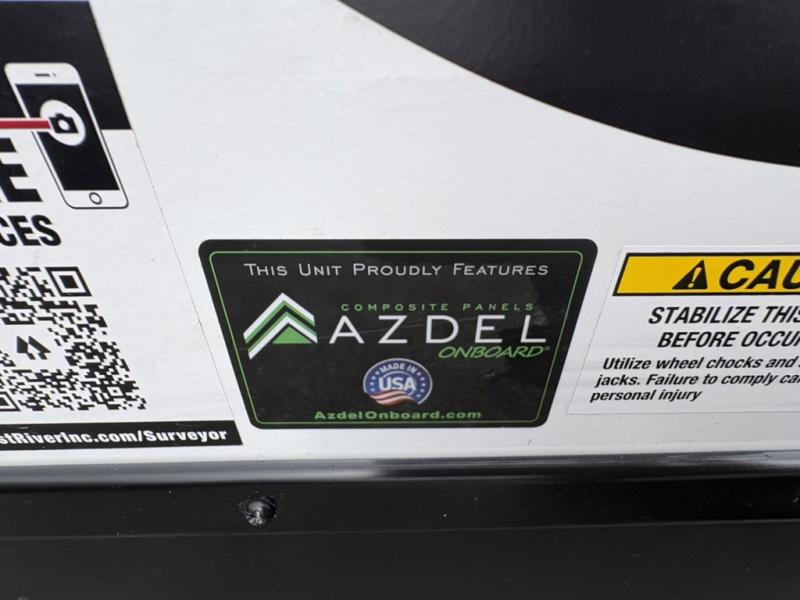 E
CES
stRiverInc.com/Surveyor
THIS UNIT PROUDLY FEATURES
COMPOSITE PANELS
AZDEL
ONBOARD®
MADE IN
USA
AzdelOnboard.com
CAU
STABILIZE THIS
BEFORE OCCU
Utilize wheel chocks and
jacks. Failure to comply ca
personal injury